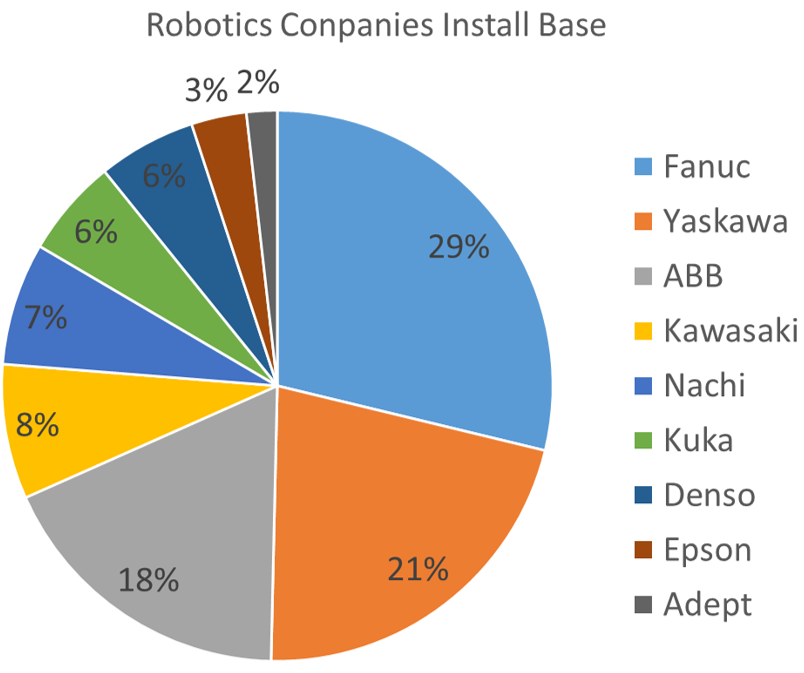 Robotics Conpanies Install Base
3% 2%
6%
6%
29%
7%
8%
18%
21%
Fanuc
Yaskawa
ABB
Kawasaki
Nachi
Kuka
Denso
Epson
Adept